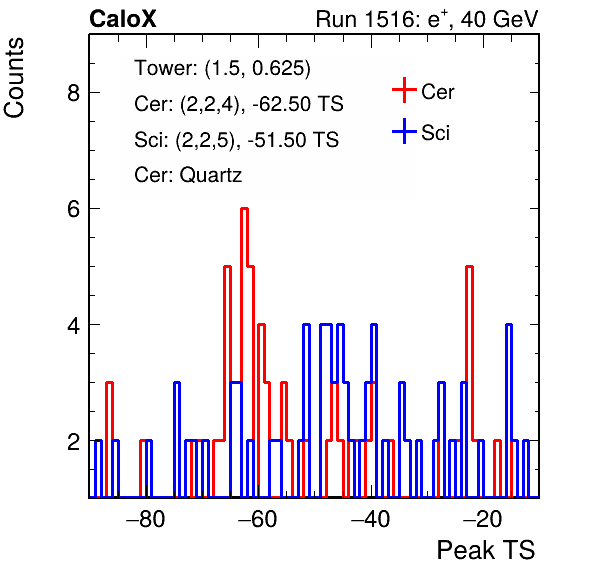 CaloX
Run 1516: e+, 40 GeV
Counts
Tower: (1.5, 0.625)
Cer: (2,2,4), -62.50 TS
Sci: (2,2,5), -51.50 TS
Cer: Quartz
Cer
Sci
8
6
4
2
−80
−60
−40
−20
Peak TS